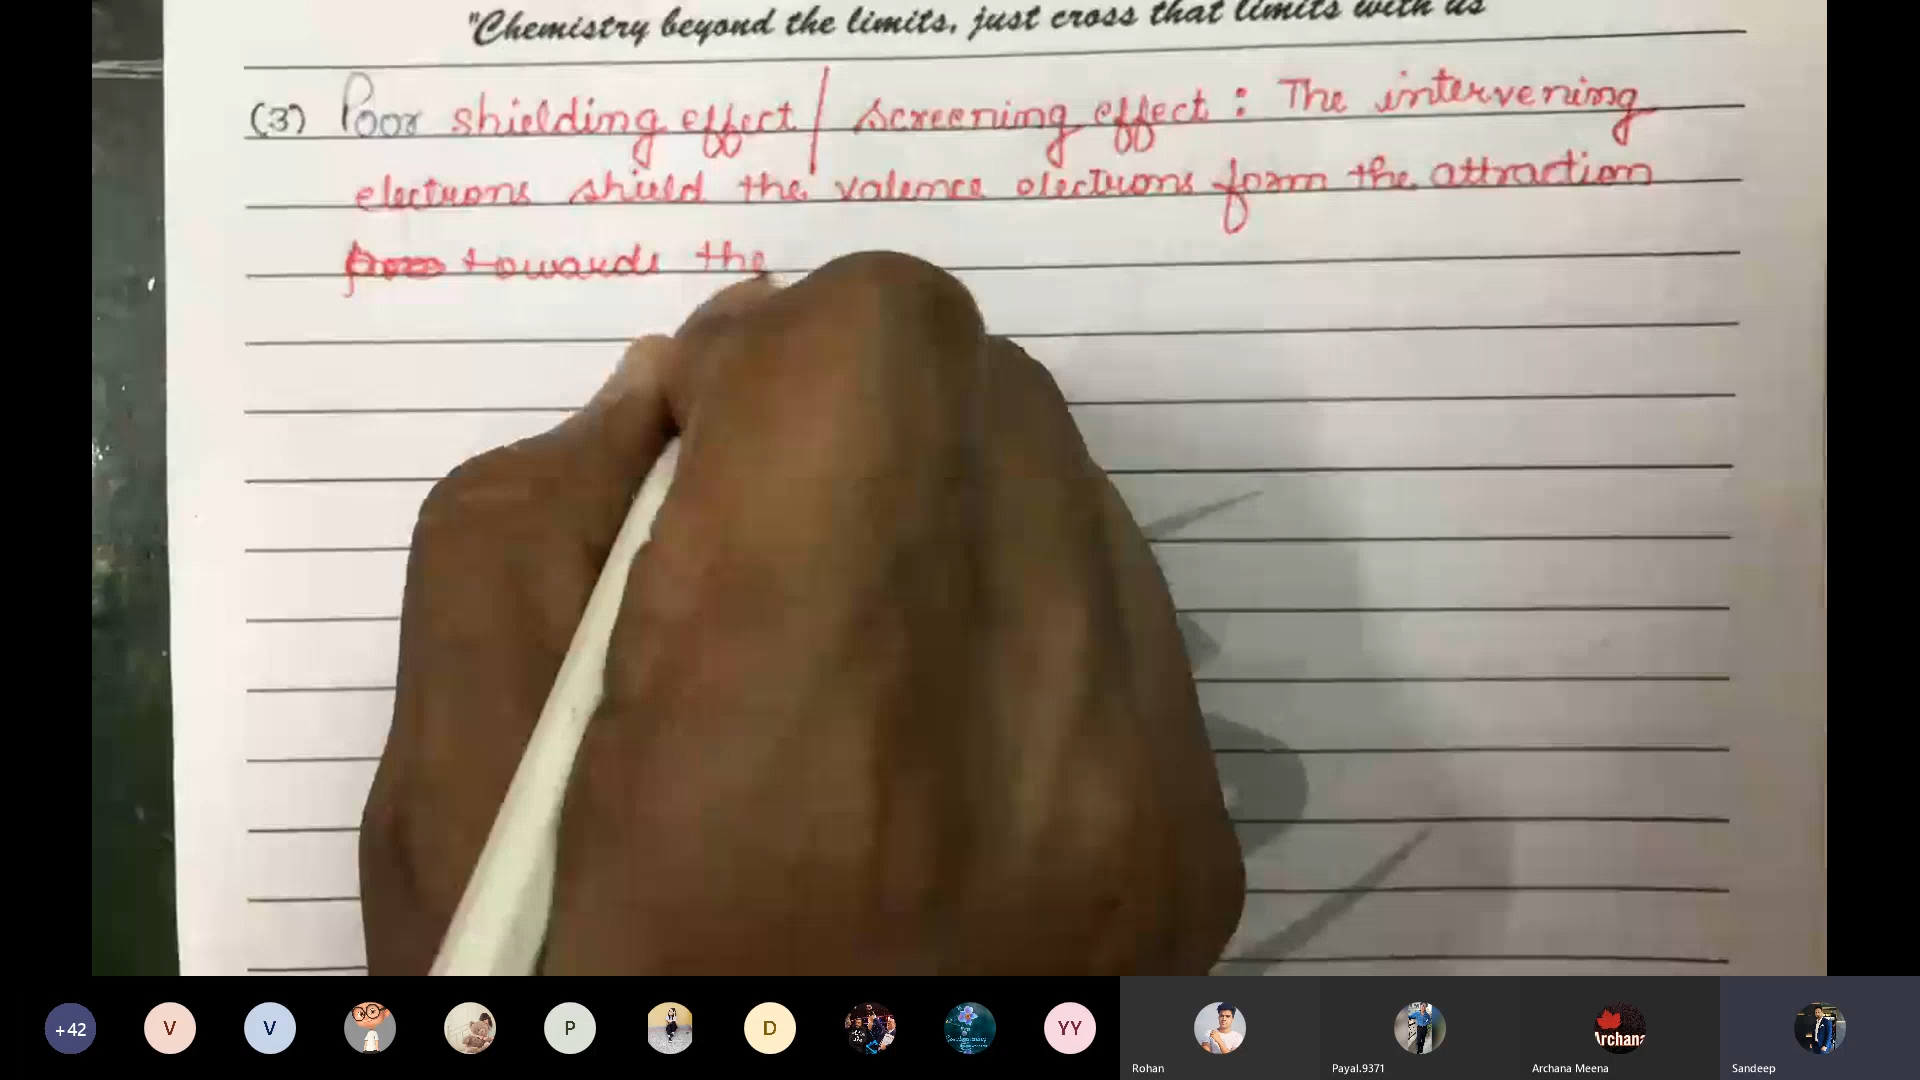 "Chemistry beyond the limits, just cross that limits with us
(3) Poor shielding effect / screening effect : The intervening
electrons shield the valence electrons form the attraction
towards the
+42
V
V
P
D
YY
Rohan
Payal.9371
Archana Meena
Sandeep